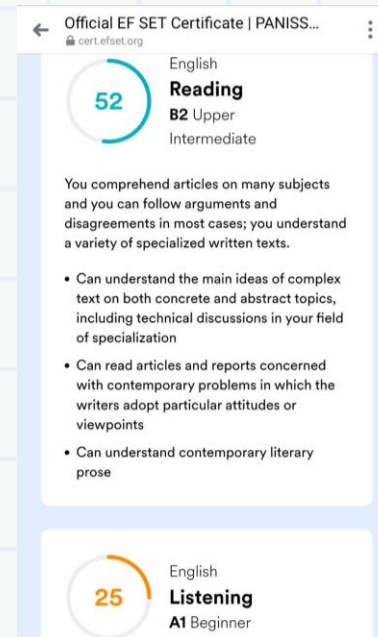 Official EF SET Certificate | PANISS...
cert.efset.org
52
English
Reading
B2 Upper
Intermediate
You comprehend articles on many subjects
and you can follow arguments and
disagreements in most cases; you understand
a variety of specialized written texts.
• Can understand the main ideas of complex
text on both concrete and abstract topics,
including technical discussions in your field
of specialization
• Can read articles and reports concerned
with contemporary problems in which the
writers adopt particular attitudes or
viewpoints
• Can understand contemporary literary
prose
25
English
Listening
A1 Beginner